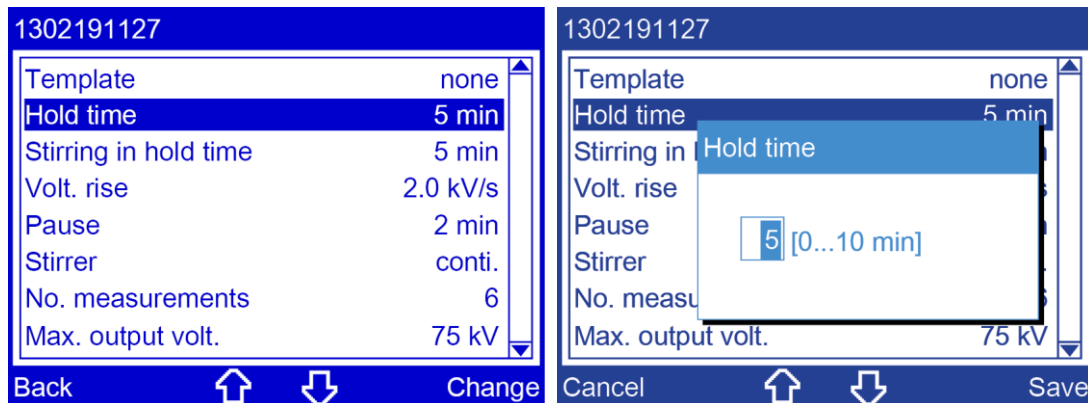 1302191127
Template none
Hold time 5 min
Stirring in hold time 5 min
Volt. rise 2.0 kV/s
Pause 2 min
Stirrer conti.
No. measurements 6
Max. output volt. 75 kV
Back Change
1302191127
Template none
Hold time 5 min
Stirring in
Volt. rise
Pause
Stirrer
No. measu
Max. output volt. 75 kV
Hold time
5 [0...10 min]
Cancel Save